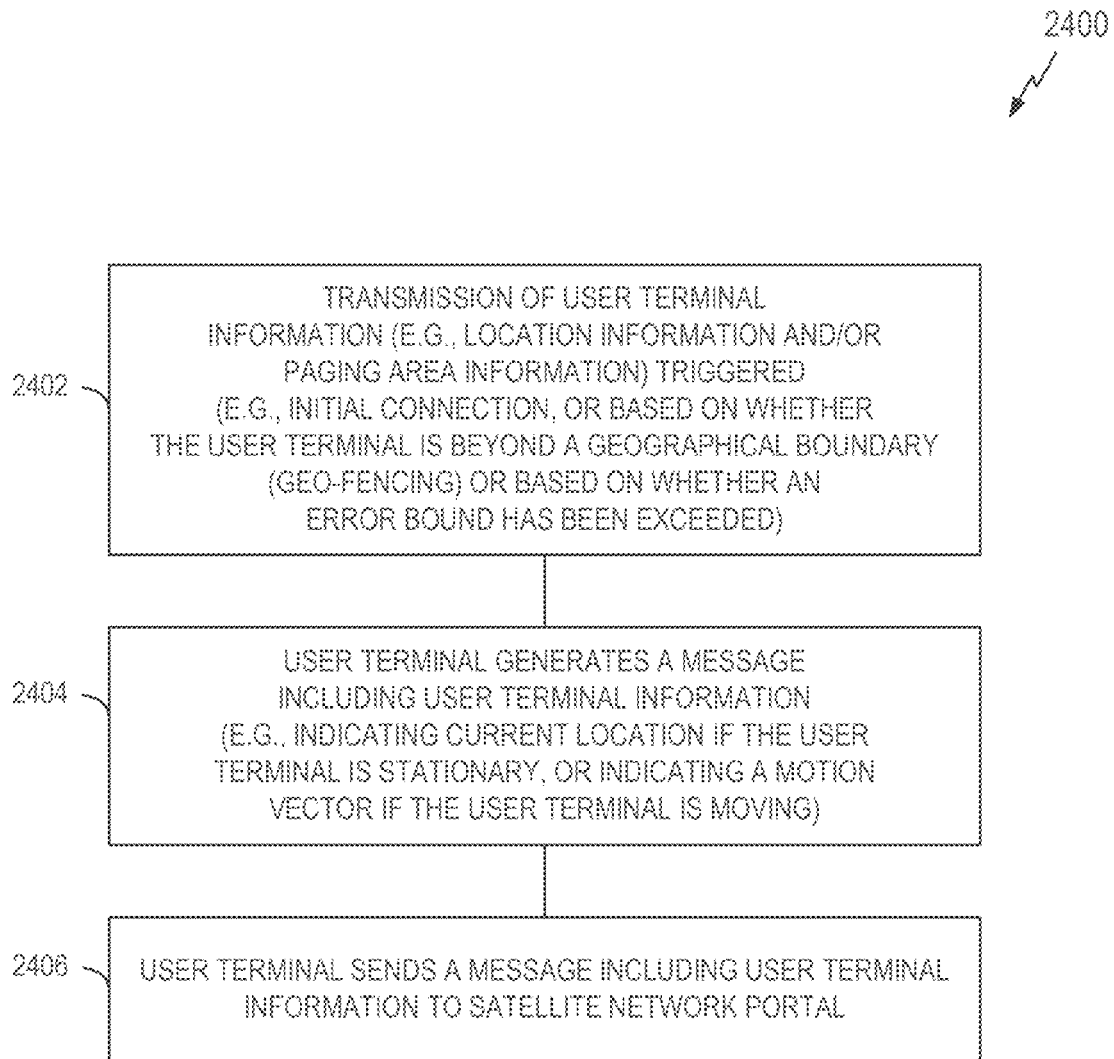 2400
2402
TRANSMISSION OF USER TERMINAL
INFORMATION (E.G., LOCATION INFORMATION AND/OR
PAGING AREA INFORMATION) TRIGGERED
(E.G., INITIAL CONNECTION, OR BASED ON WHETHER
THE USER TERMINAL IS BEYOND A GEOGRAPHICAL BOUNDARY
(GEO-FENCING) OR BASED ON WHETHER AN
ERROR BOUND HAS BEEN EXCEEDED)
2404
USER TERMINAL GENERATES A MESSAGE
INCLUDING USER TERMINAL INFORMATION
(E.G., INDICATING CURRENT LOCATION IF THE USER
TERMINAL IS STATIONARY, OR INDICATING A MOTION
VECTOR IF THE USER TERMINAL IS MOVING)
2406
USER TERMINAL SENDS A MESSAGE INCLUDING USER TERMINAL
INFORMATION TO SATELLITE NETWORK PORTAL